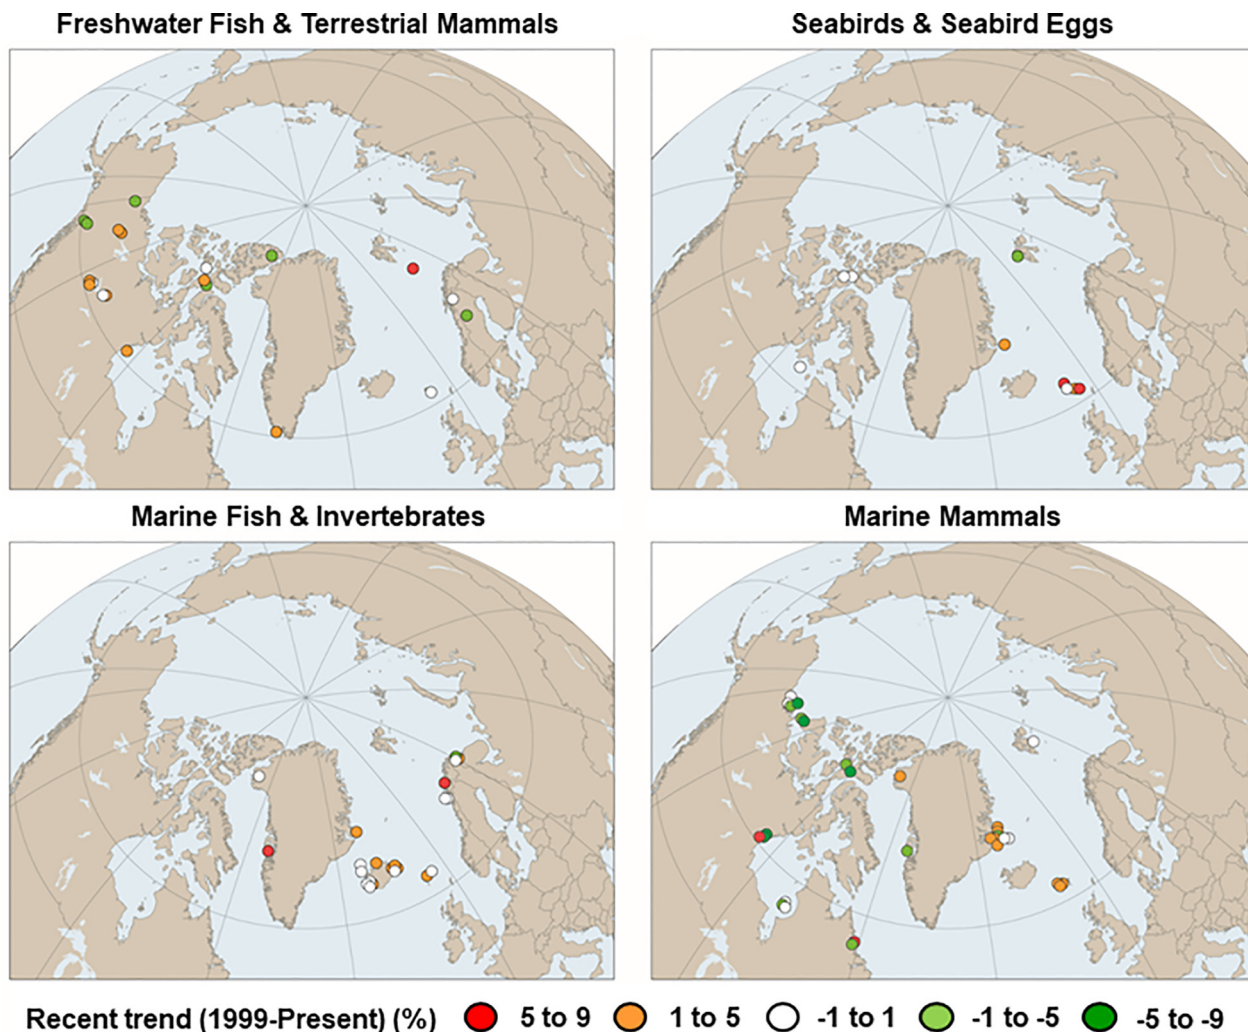 Freshwater Fish & Terrestrial Mammals
Seabirds & Seabird Eggs
Marine Fish & Invertebrates
Marine Mammals
Recent trend (1999-Present) (%) 5 to 9 1 to 5 -1 to 1 -1 to -5 -5 to -9